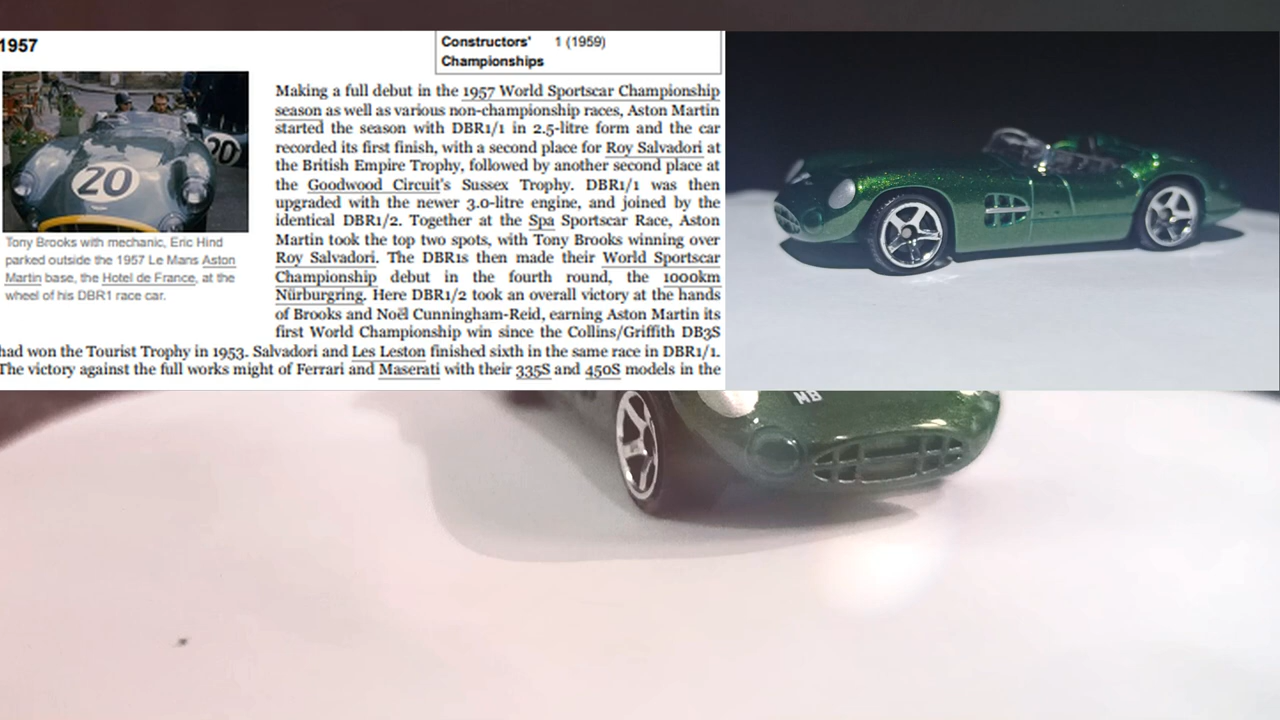 1957
Constructors' 1 (1959)
Championships
20
20
Tony Brooks with mechanic, Eric Hind
parked outside the 1957 Le Mans Aston
Martin base, the Hotel de France, at the
wheel of his DBR1 race car.
Making a full debut in the 1957 World Sportscar Championship
season as well as various non-championship races, Aston Martin
started the season with DBR1/1 in 2.5-litre form and the car
recorded its first finish, with a second place for Roy Salvadori at
the British Empire Trophy, followed by another second place at
the Goodwood Circuit's Sussex Trophy. DBR1/1 was then
upgraded with the newer 3.0-litre engine, and joined by the
identical DBR1/2. Together at the Spa Sportscar Race, Aston
Martin took the top two spots, with Tony Brooks winning over
Roy Salvadori. The DBR1s then made their World Sportscar
Championship debut in the fourth round, the 1000km
Nürburgring. Here DBR1/2 took an overall victory at the hands
of Brooks and Noël Cunningham-Reid, earning Aston Martin its
first World Championship win since the Collins/Griffith DB3S
had won the Tourist Trophy in 1953. Salvadori and Les Leston finished sixth in the same race in DBR1/1.
The victory against the full works might of Ferrari and Maserati with their 335S and 450S models in the
MB